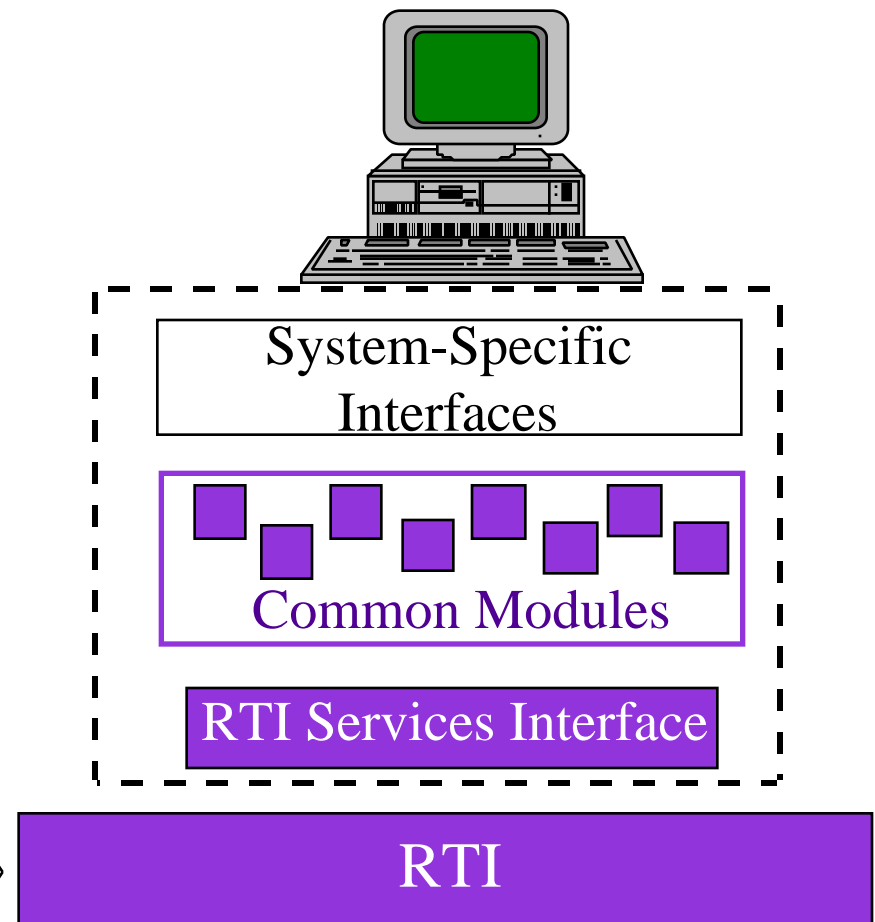 System-Specific
Interfaces
Common Modules
RTI Services Interface
RTI